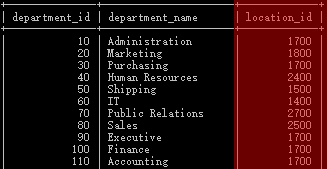 department_id department_name location_id
10 Administration 1700
20 Marketing 1800
30 Purchasing 1700
40 Human Resources 2400
50 Shipping 1500
60 IT 1400
70 Public Relations 2700
80 Sales 2500
90 Executive 1700
100 Finance 1700
110 Accounting 1700